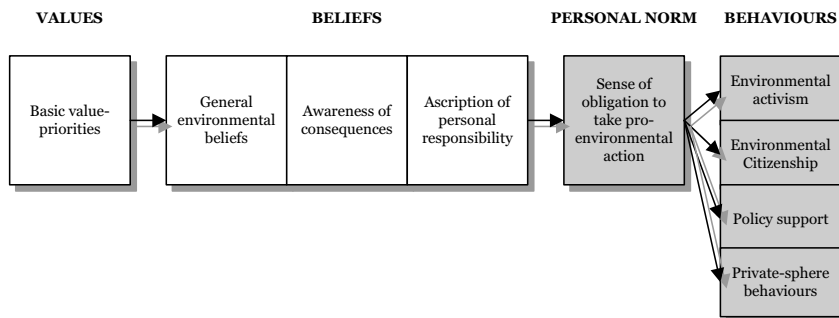 VALUES
BELIEFS
PERSONAL NORM
BEHAVIOURS
Basic value-
priorities
General
environmental
beliefs
Awareness of
consequences
Ascription of
personal
responsibility
Sense of
obligation to
take pro-
environmental
action
Environmental
activism
Environmental
Citizenship
Policy support
Private-sphere
behaviours